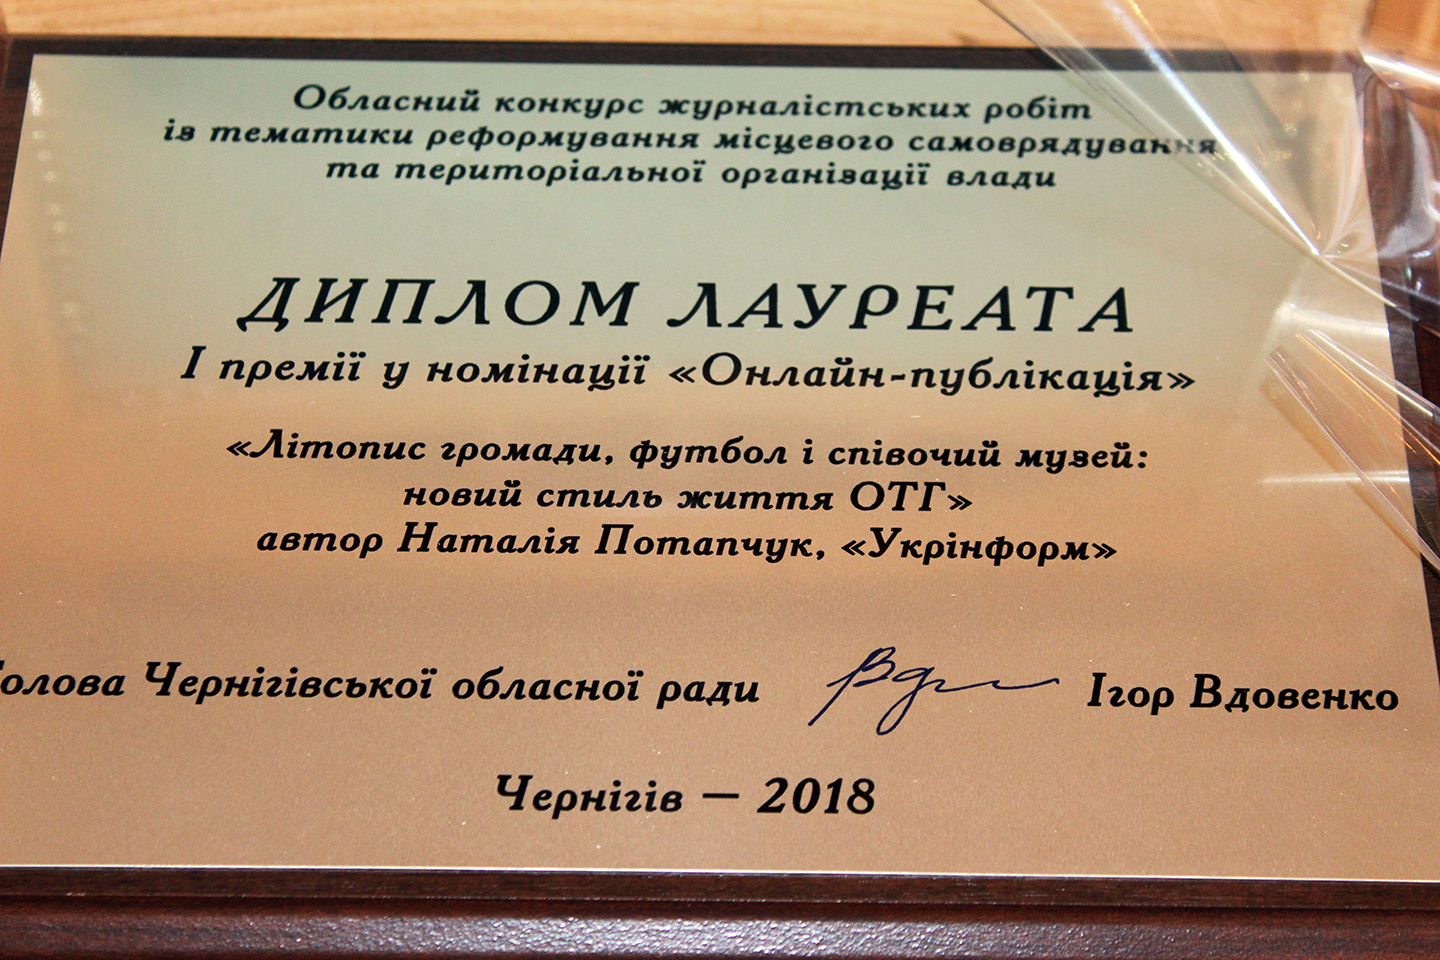 Обласний конкурс журналістських робіт
із тематики реформування місцевого самоврядування
та територіальної організації влади
ДИПЛОМ ЛАУРЕАТА
І премії у номінації «Онлайн-публікація»
«Літопис громади, футбол і співочий музей:
новий стиль життя ОТГ»
автор Наталія Потапчук, «Укрінформ»
Голова Чернігівської обласної ради Ігор Вдовенко
Чернігів – 2018